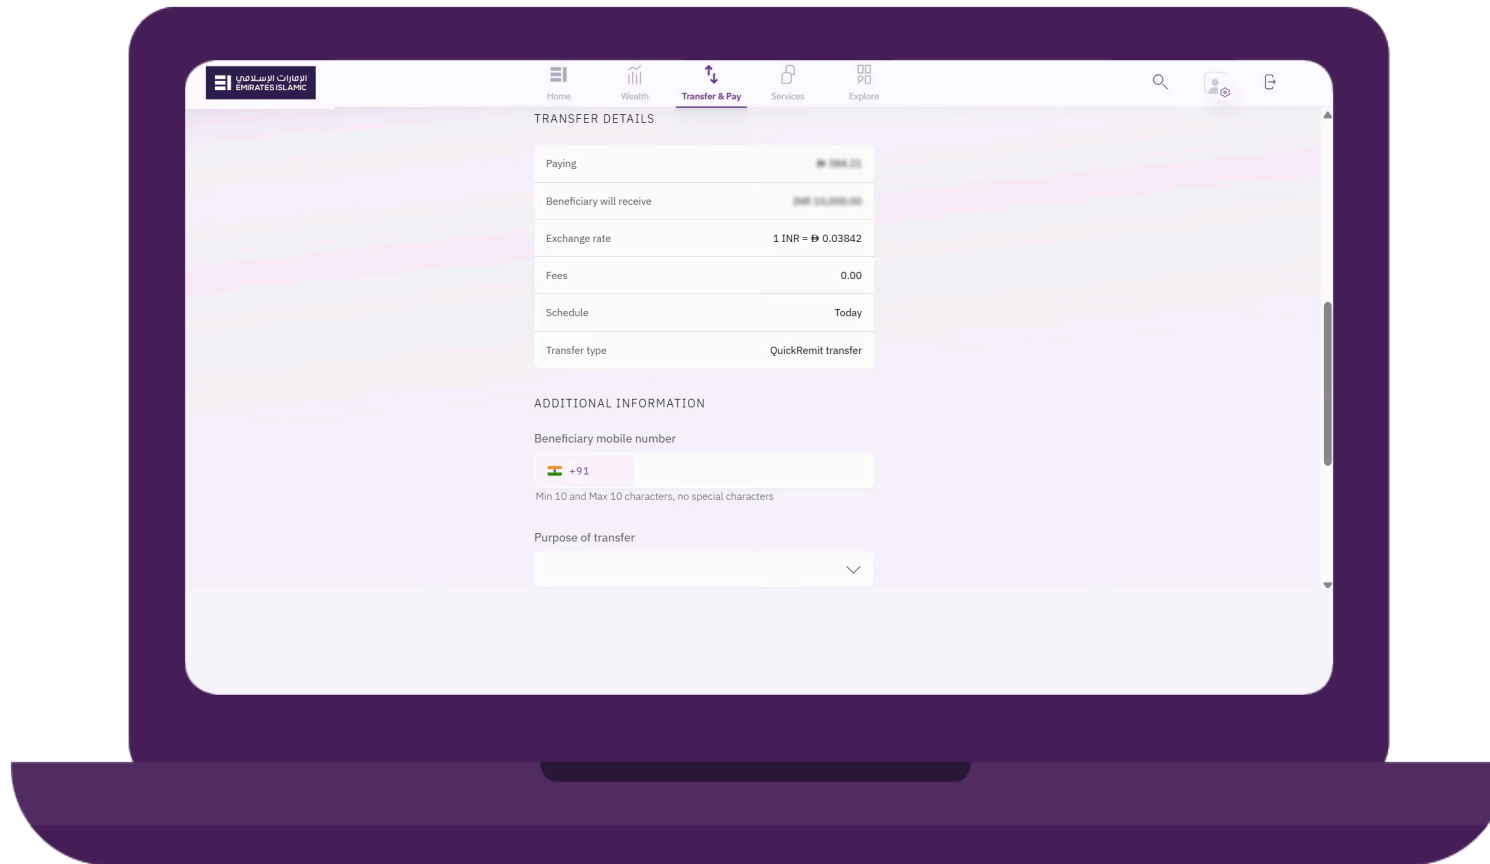 الإمارات الإسلامي
EMIRATES ISLAMIC
Home
Wealth
Transfer & Pay
Services
Explore
TRANSFER DETAILS
Paying
Beneficiary will receive
Exchange rate 1 INR = 0.03842
Fees 0.00
Schedule Today
Transfer type QuickRemit transfer
ADDITIONAL INFORMATION
Beneficiary mobile number
+91
Min 10 and Max 10 characters, no special characters
Purpose of transfer